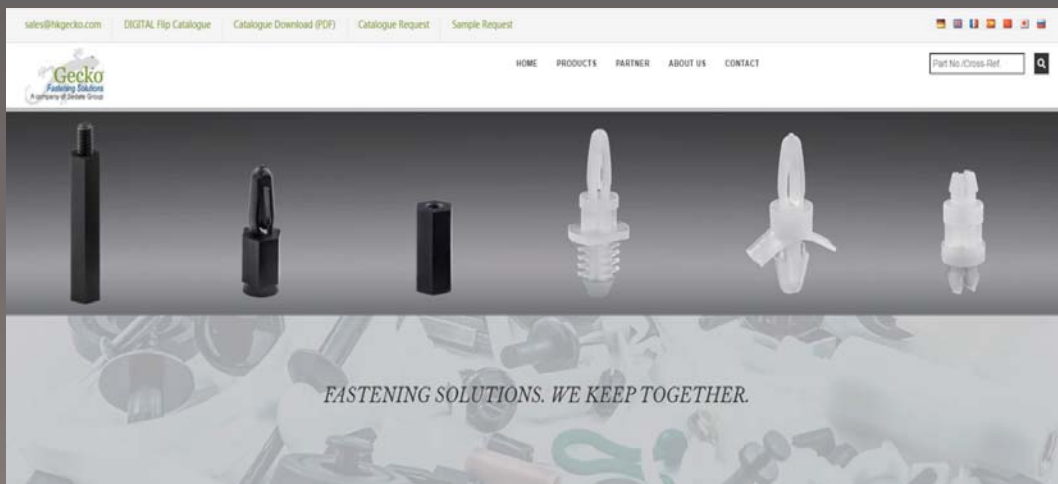 sales@hkgecko.com DIGITAL Flip Catalogue Catalogue Download (PDF) Catalogue Request Sample Request
Gecko
Fastening Solutions
A company of Sedate Group
HOME PRODUCTS PARTNER ABOUT US CONTACT
Part No./Cross-Ref.
FASTENING SOLUTIONS. WE KEEP TOGETHER.